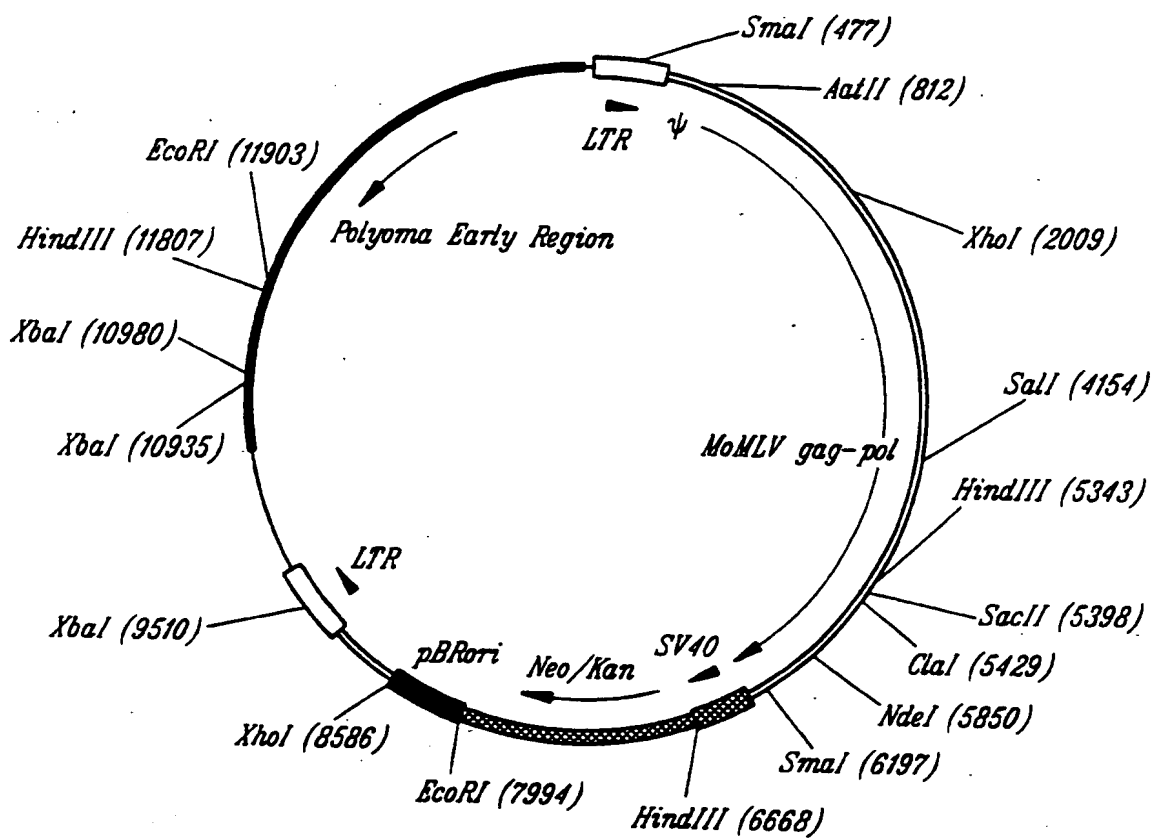 SmaI (477)
AatII (812)
LTR
ψ
EcoRI (11903)
HindIII (11807)
Polyoma Early Region
XhoI (2009)
XbaI (10980)
SalI (4154)
XbaI (10935)
MoMLV gag-pol
HindIII (5343)
LTR
SacII (5398)
XbaI (9510)
ClaI (5429)
pBRori
Neo/Kan
SV40
NdeI (5850)
XhoI (8586)
SmaI (6197)
EcoRI (7994)
HindIII (6668)